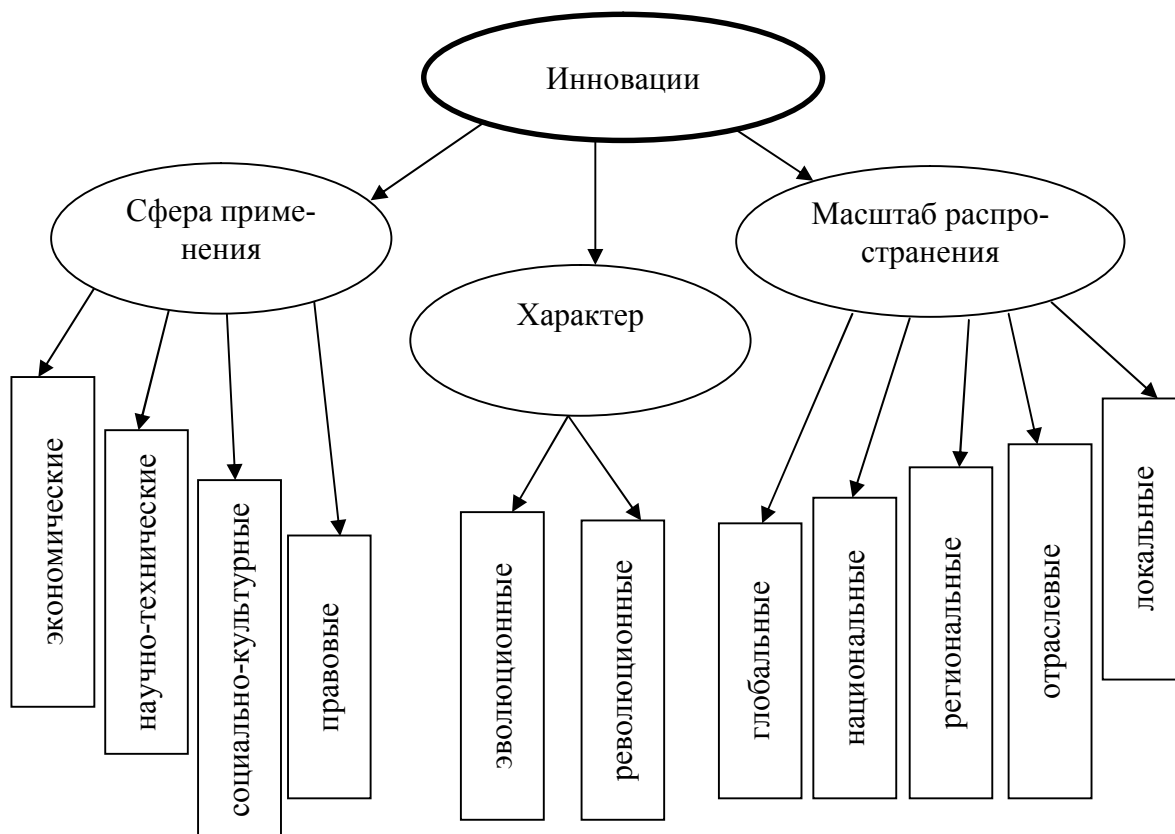 Инновации
Сфера приме-
нения
Характер
Масштаб распро-
странения
экономические
научно-технические
социально-культурные
правовые
эволюционные
революционные
глобальные
национальные
региональные
отраслевые
локальные